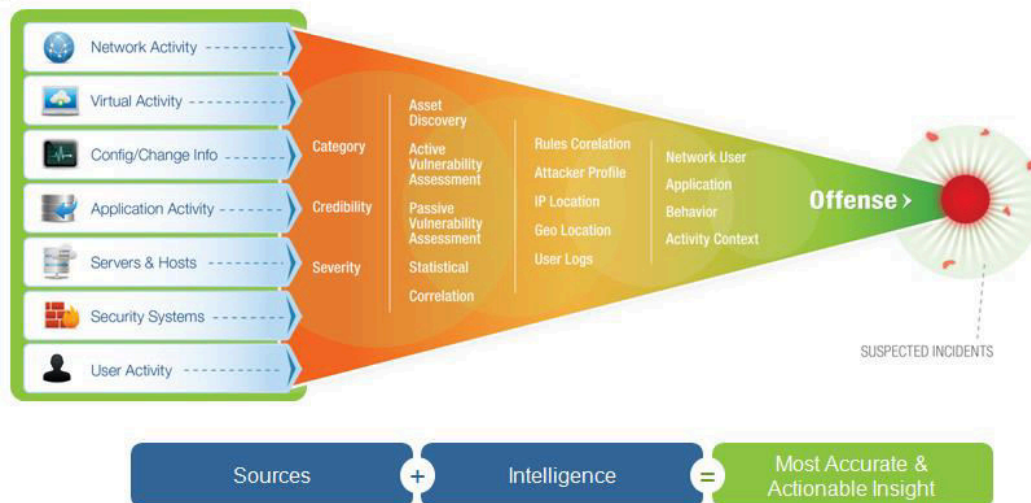 Network Activity
Virtual Activity
Config/Change Info
Application Activity
Servers & Hosts
Security Systems
User Activity
Category
Credibility
Severity
Asset
Discovery
Active
Vulnerability
Assessment
Passive
Vulnerability
Assessment
Statistical
Correlation
Rules Corelation
Attacker Profile
IP Location
Geo Location
User Logs
Network User
Application
Behavior
Activity Context
Offense >
SUSPECTED INCIDENTS
Sources
+
Intelligence
=
Most Accurate &
Actionable Insight